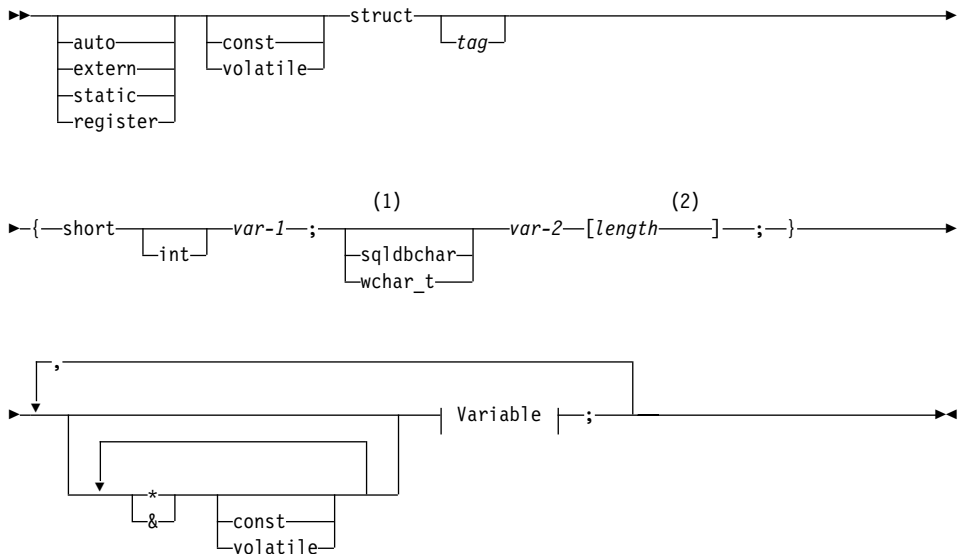 struct
auto const tag
extern volatile
static
register
(1) (2)
{ short var-1 ; var-2 [length ] ; }
int sqldbchar
wchar_t
,
Variable ;
*
& const
volatile